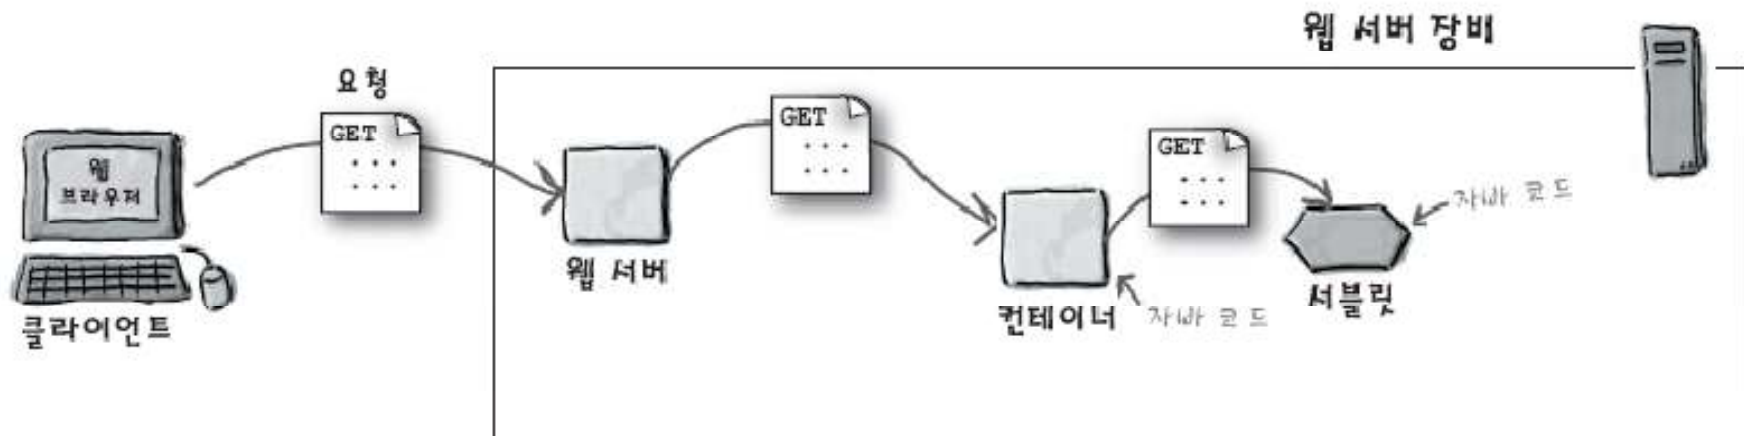 웹 서버 장비
요청
GET
웹
브라우저
클라이언트
GET
웹 서버
GET
컨테이너
자바 코드
서블릿
자바 코드